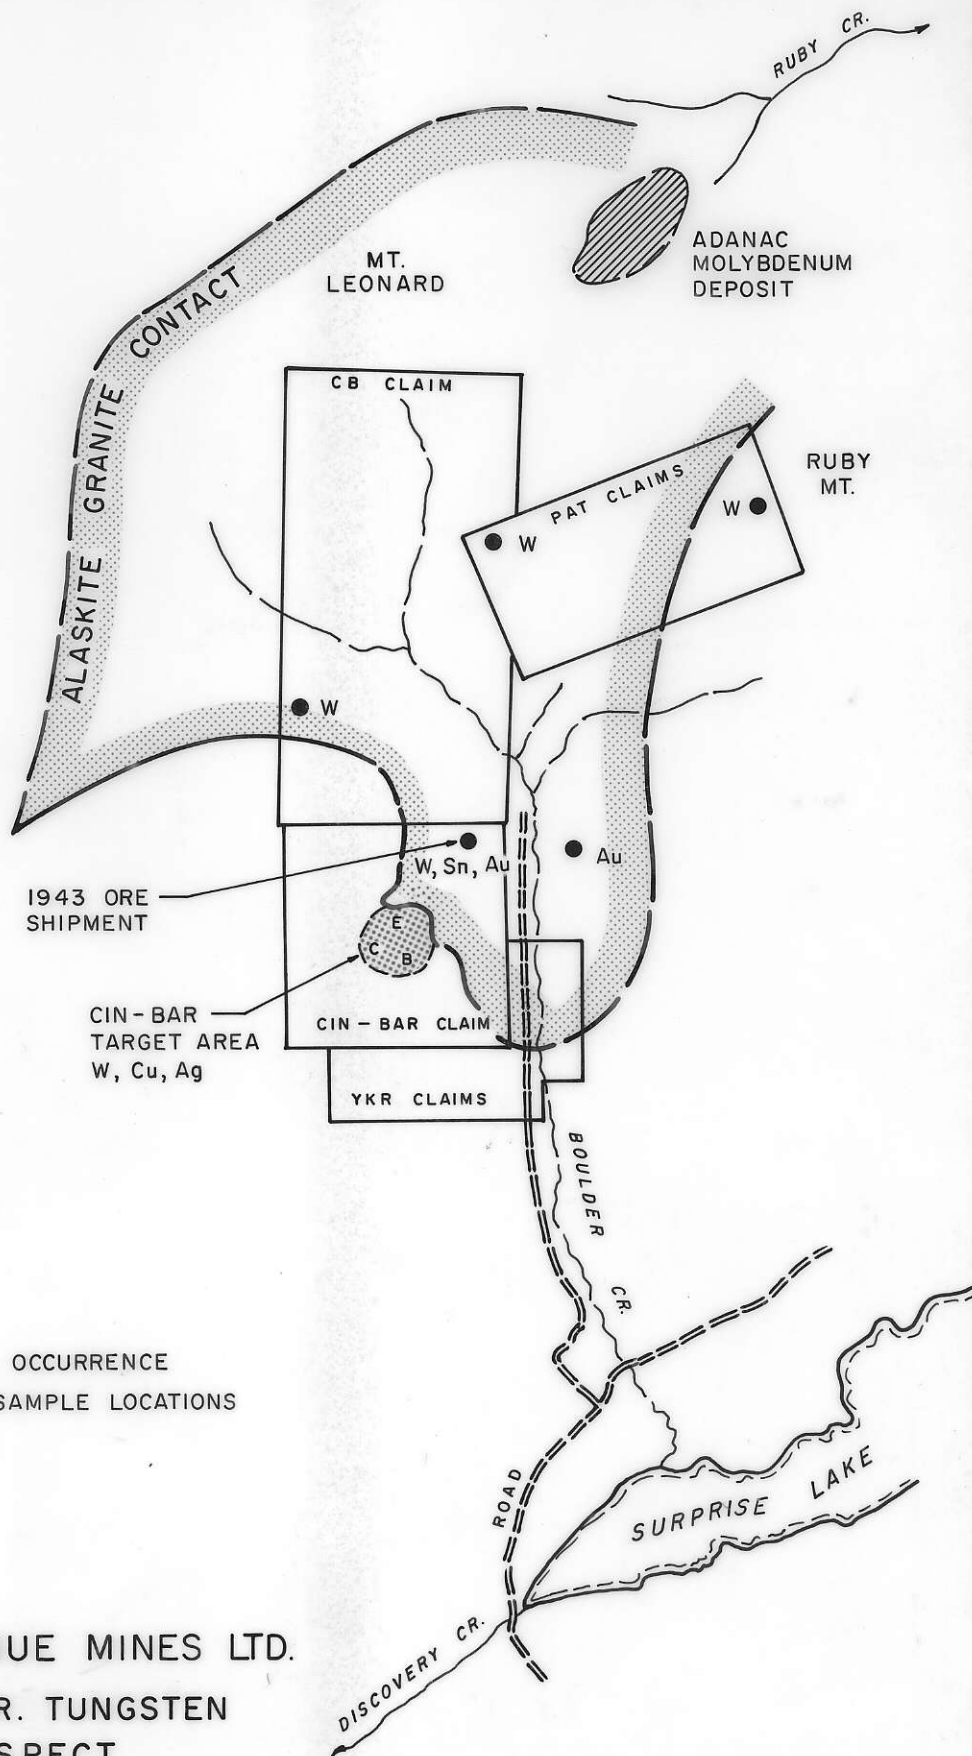 RUBY CR.
ADANAC
MOLYBDENUM
DEPOSIT
MT.
LEONARD
ALASKITE GRANITE CONTACT
CB CLAIM
PAT CLAIMS
RUBY
MT.
W
W
W
W, Sn, Au
Au
1943 ORE
SHIPMENT
E
C
B
CIN-BAR
TARGET AREA
W, Cu, Ag
CIN-BAR CLAIM
YKR CLAIMS
BOULDER CR.
OCCURRENCE
SAMPLE LOCATIONS
ROAD
SURPRISE LAKE
DISCOVERY CR.
MINES LTD.
TUNGSTEN